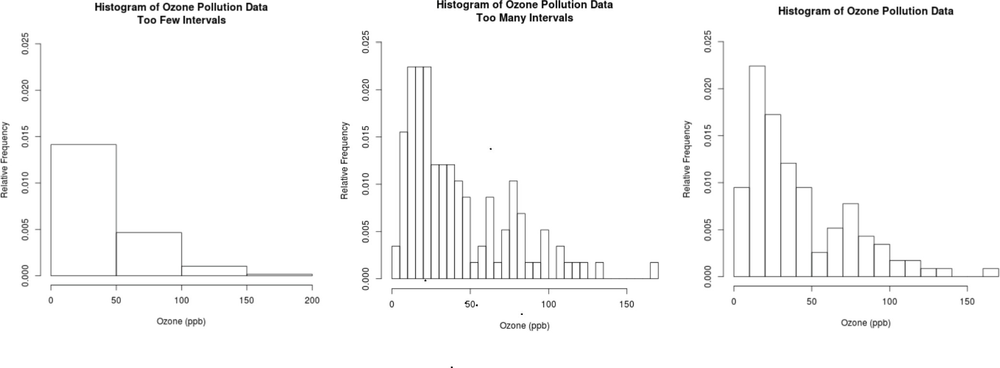 Histogram of Ozone Pollution Data
Too Few Intervals
Relative Frequency
0.025
0.020
0.015
0.010
0.005
0.000
0 50 100 150 200
Ozone (ppb)
Histogram of Ozone Pollution Data
Too Many Intervals
Relative Frequency
0.025
0.020
0.015
0.010
0.005
0.000
0 50 100 150
Ozone (ppb)
Histogram of Ozone Pollution Data
Relative Frequency
0.025
0.020
0.015
0.010
0.005
0.000
0 50 100 150
Ozone (ppb)